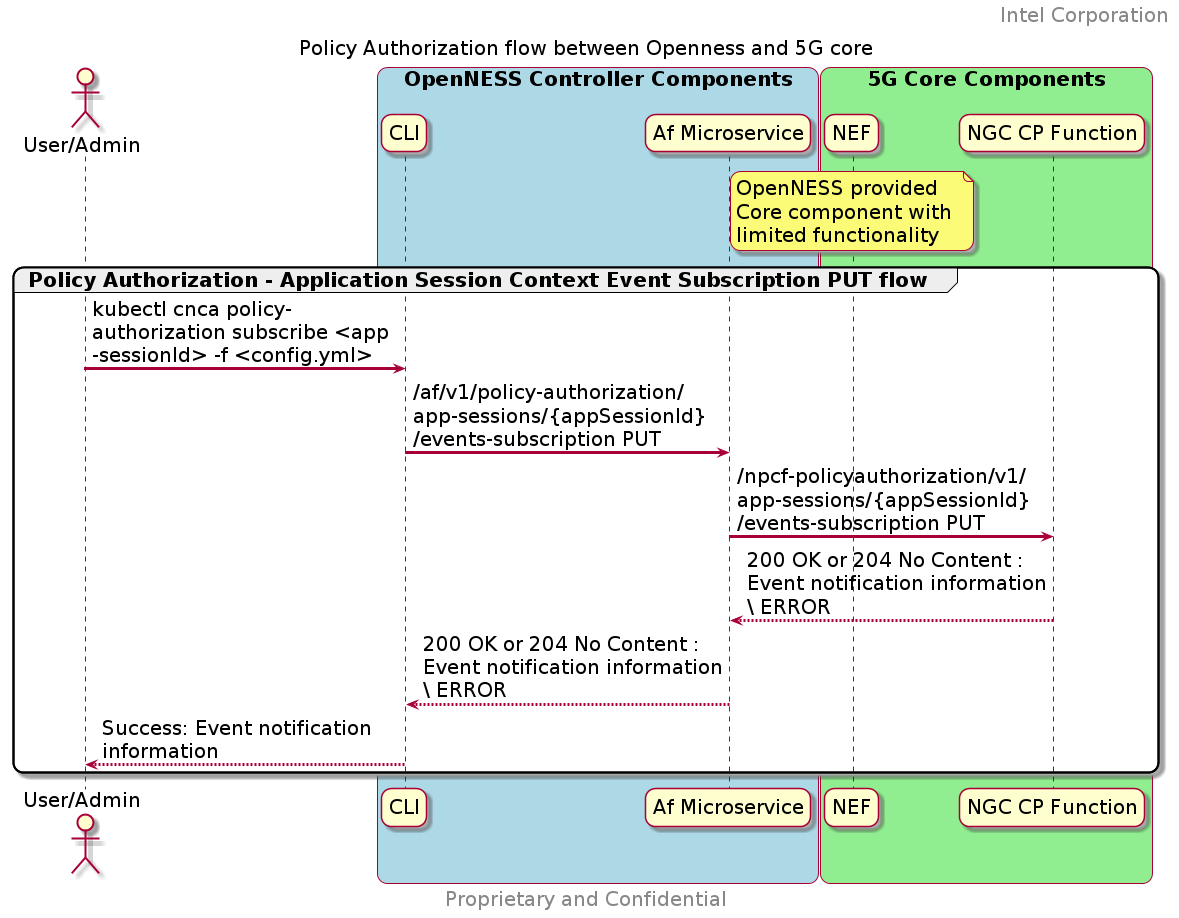 Intel Corporation
Policy Authorization flow between Openness and 5G core
OpenNESS Controller Components
5G Core Components
User/Admin
CLI
Af Microservice
NEF
NGC CP Function
OpenNESS provided
Core component with
limited functionality
Policy Authorization - Application Session Context Event Subscription PUT flow
kubectl cnca policy-
authorization subscribe <app
-sessionId> -f <config.yml>
/af/v1/policy-authorization/
app-sessions/{appSessionId}
/events-subscription PUT
/npcf-policyauthorization/v1/
app-sessions/{appSessionId}
/events-subscription PUT
200 OK or 204 No Content :
Event notification information
\ ERROR
200 OK or 204 No Content :
Event notification information
\ ERROR
Success: Event notification
information
User/Admin
CLI
Af Microservice
NEF
NGC CP Function
Proprietary and Confidential